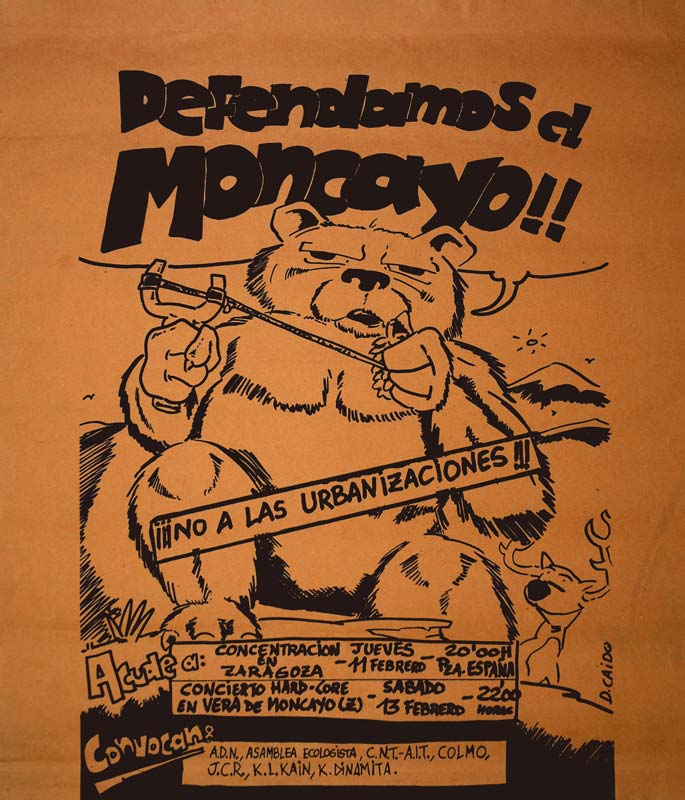 Defendamos el
Moncayo!!
¡¡¡NO A LAS URBANIZACIONES!!!
Acude a:
CONCENTRACION JUEVES 20'00H
EN - 11 FEBRERO - PZA. ESPAÑA
ZARAGOZA
CONCIERTO HARD-CORE - SABADO - 22'00
EN VERA DE MONCAYO (Z) 13 FEBRERO HORAS
D. CAIDO
Convocan:
A.D.N., ASAMBLEA ECOLOGISTA, C.N.T.-A.I.T., COLMO,
J.C.R., K.L.KAIN, K. DINAMITA.